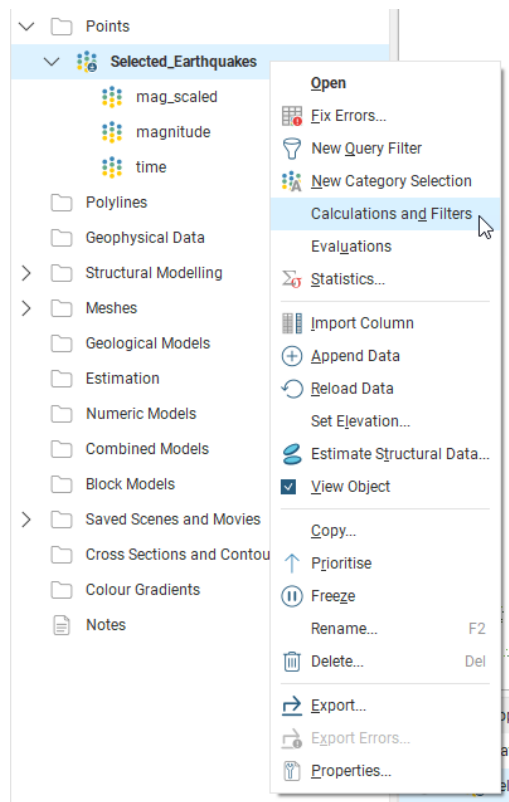 Points
Selected_Earthquakes
mag_scaled
magnitude
time
Polylines
Geophysical Data
Structural Modelling
Meshes
Geological Models
Estimation
Numeric Models
Combined Models
Block Models
Saved Scenes and Movies
Cross Sections and Contou
Colour Gradients
Notes
Open
Fix Errors...
New Query Filter
New Category Selection
Calculations and Filters
Evaluations
Statistics...
Import Column
Append Data
Reload Data
Set Elevation...
Estimate Structural Data...
View Object
Copy...
Prioritise
Freeze
Rename... F2
Delete... Del
Export...
Export Errors...
Properties...